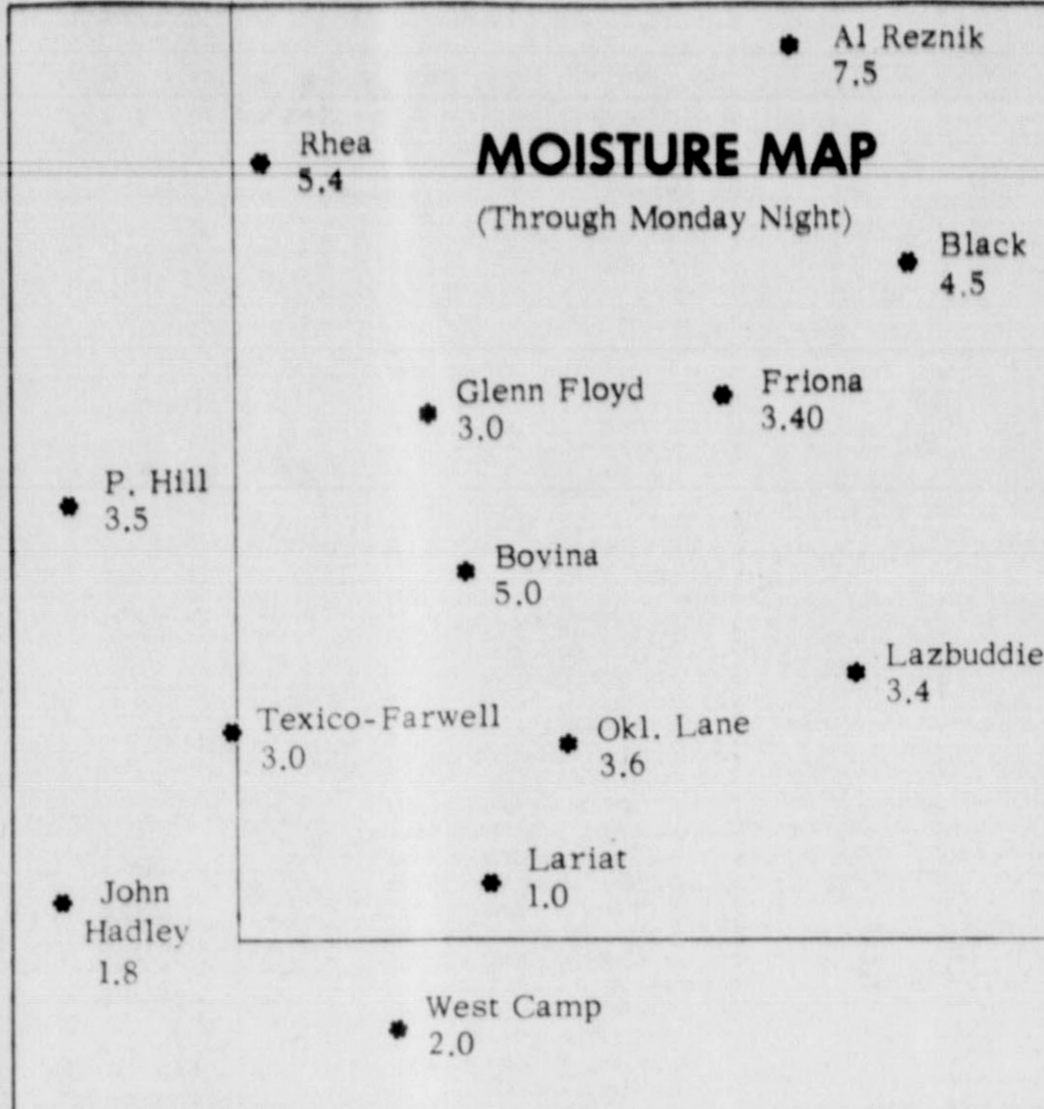 Al Reznik
7.5
Rhea
5.4
MOISTURE MAP
(Through Monday Night)
Black
4.5
Glenn Floyd
3.0
Friona
3.40
P. Hill
3.5
Bovina
5.0
Lazbuddie
3.4
Texico-Farwell
3.0
Okl. Lane
3.6
Lariat
1.0
John
Hadley
1.8
West Camp
2.0